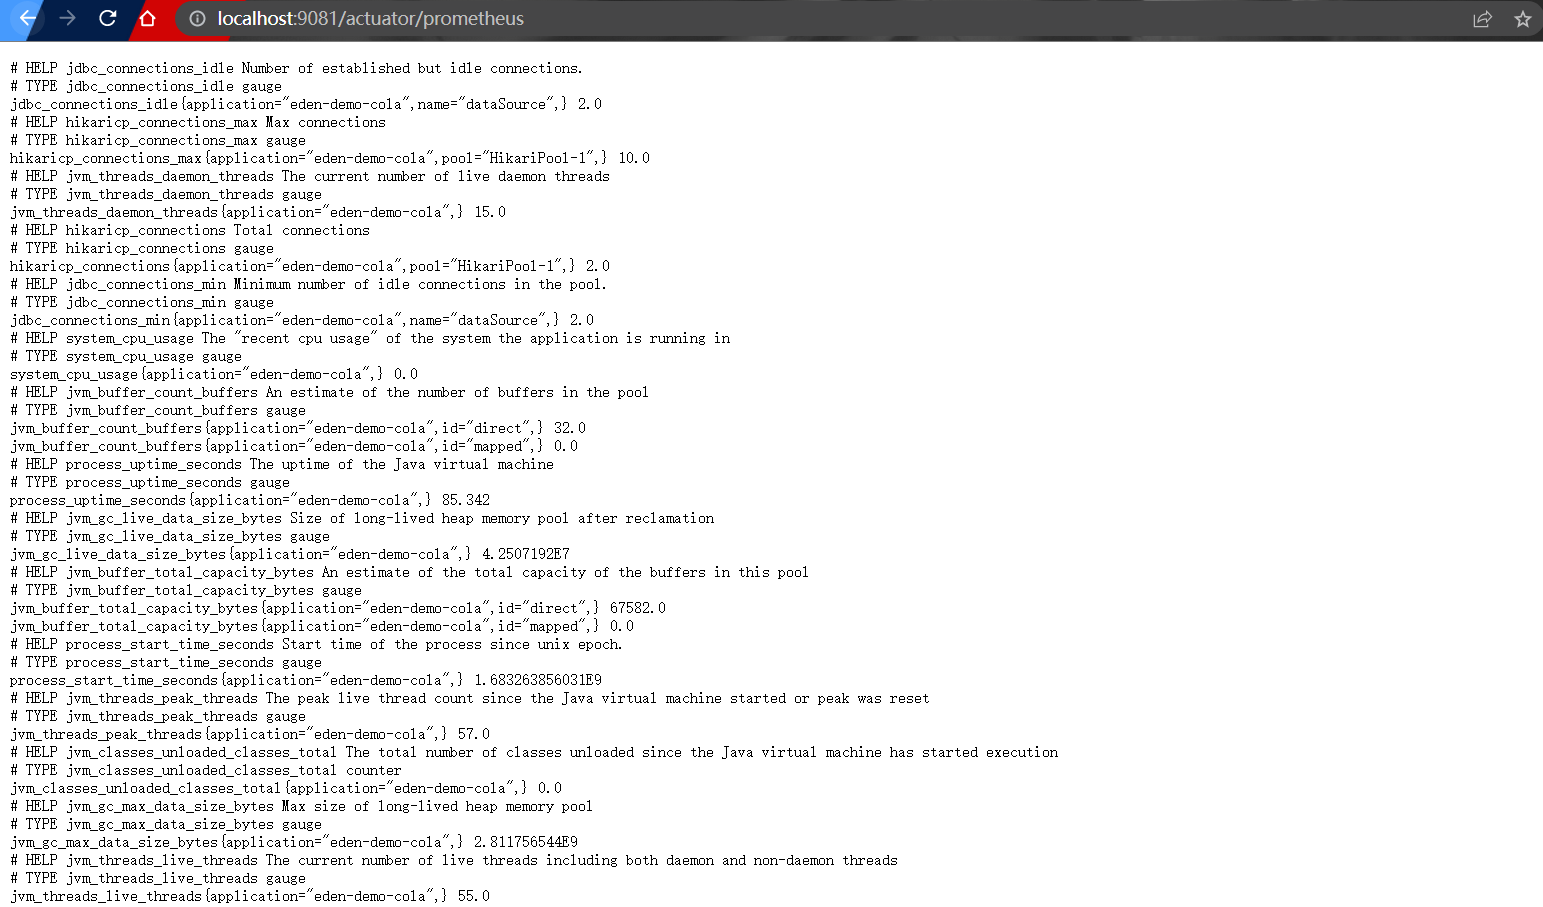 localhost:9081/actuator/prometheus
# HELP jdbc_connections_idle Number of established but idle connections.
# TYPE jdbc_connections_idle gauge
jdbc_connections_idle{application="eden-demo-cola",name="dataSource",} 2.0
# HELP hikaricp_connections_max Max connections
# TYPE hikaricp_connections_max gauge
hikaricp_connections_max{application="eden-demo-cola",pool="HikariPool-1",} 10.0
# HELP jvm_threads_daemon_threads The current number of live daemon threads
# TYPE jvm_threads_daemon_threads gauge
jvm_threads_daemon_threads{application="eden-demo-cola",} 15.0
# HELP hikaricp_connections Total connections
# TYPE hikaricp_connections gauge
hikaricp_connections{application="eden-demo-cola",pool="HikariPool-1",} 2.0
# HELP jdbc_connections_min Minimum number of idle connections in the pool.
# TYPE jdbc_connections_min gauge
jdbc_connections_min{application="eden-demo-cola",name="dataSource",} 2.0
# HELP system_cpu_usage The "recent cpu usage" of the system the application is running in
# TYPE system_cpu_usage gauge
system_cpu_usage{application="eden-demo-cola",} 0.0
# HELP jvm_buffer_count_buffers An estimate of the number of buffers in the pool
# TYPE jvm_buffer_count_buffers gauge
jvm_buffer_count_buffers{application="eden-demo-cola",id="direct",} 32.0
jvm_buffer_count_buffers{application="eden-demo-cola",id="mapped",} 0.0
# HELP process_uptime_seconds The uptime of the Java virtual machine
# TYPE process_uptime_seconds gauge
process_uptime_seconds{application="eden-demo-cola",} 85.342
# HELP jvm_gc_live_data_size_bytes Size of long-lived heap memory pool after reclamation
# TYPE jvm_gc_live_data_size_bytes gauge
jvm_gc_live_data_size_bytes{application="eden-demo-cola",} 4.2507192E7
# HELP jvm_buffer_total_capacity_bytes An estimate of the total capacity of the buffers in this pool
# TYPE jvm_buffer_total_capacity_bytes gauge
jvm_buffer_total_capacity_bytes{application="eden-demo-cola",id="direct",} 67582.0
jvm_buffer_total_capacity_bytes{application="eden-demo-cola",id="mapped",} 0.0
# HELP process_start_time_seconds Start time of the process since unix epoch.
# TYPE process_start_time_seconds gauge
process_start_time_seconds{application="eden-demo-cola",} 1.683263856031E9
# HELP jvm_threads_peak_threads The peak live thread count since the Java virtual machine started or peak was reset
# TYPE jvm_threads_peak_threads gauge
jvm_threads_peak_threads{application="eden-demo-cola",} 57.0
# HELP jvm_classes_unloaded_classes_total The total number of classes unloaded since the Java virtual machine has started execution
# TYPE jvm_classes_unloaded_classes_total counter
jvm_classes_unloaded_classes_total{application="eden-demo-cola",} 0.0
# HELP jvm_gc_max_data_size_bytes Max size of long-lived heap memory pool
# TYPE jvm_gc_max_data_size_bytes gauge
jvm_gc_max_data_size_bytes{application="eden-demo-cola",} 2.811756544E9
# HELP jvm_threads_live_threads The current number of live threads including both daemon and non-daemon threads
# TYPE jvm_threads_live_threads gauge
jvm_threads_live_threads{application="eden-demo-cola",} 55.0